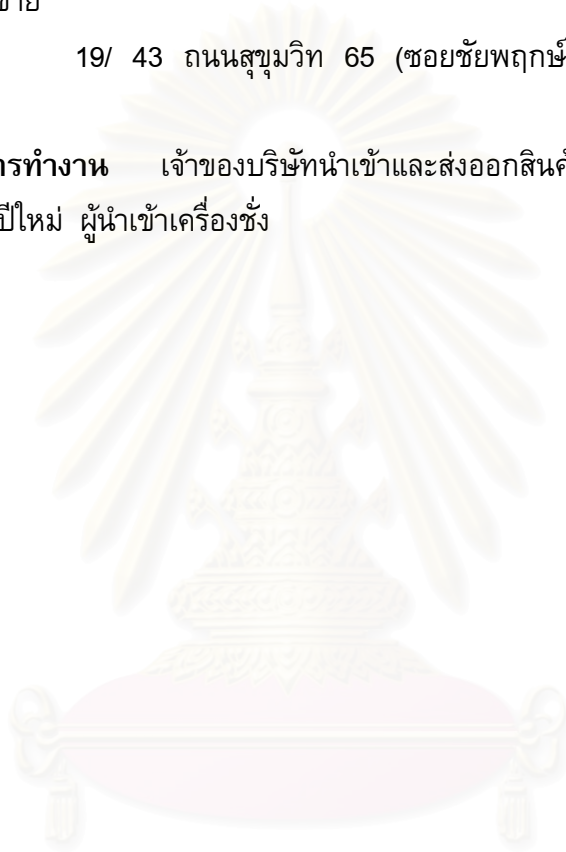 19/ 43 ถนนสุขุมวิท 65 (ซอยชัยพฤกษ์
ารทำงาน เจ้าของบริษัทนำเข้าและส่งออกสินค้
ปีใหม่ ผู้นำเข้าเครื่องชั่ง